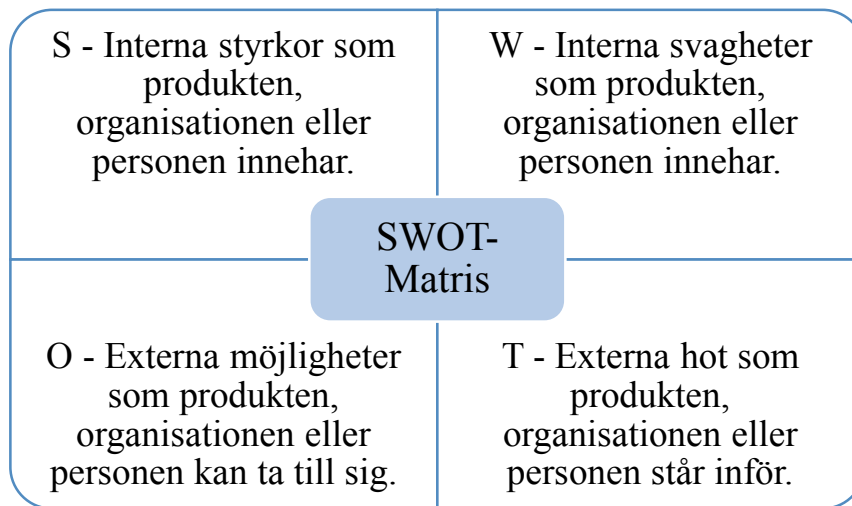 S - Interna styrkor som
produkten,
organisationen eller
personen innehar.
W - Interna svagheter
som produkten,
organisationen eller
personen innehar.
SWOT-
Matris
O - Externa möjligheter
som produkten,
organisationen eller
personen kan ta till sig.
T - Externa hot som
produkten,
organisationen eller
personen står inför.